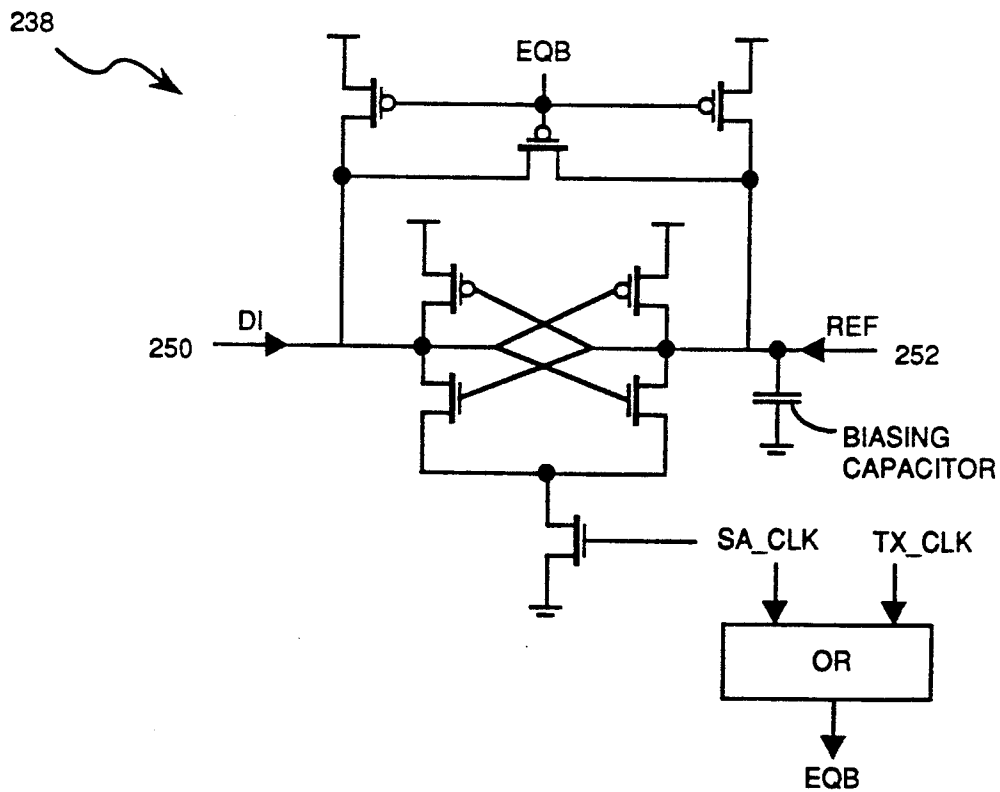 238
EQB
DI
250
REF
252
BIASING
CAPACITOR
SA_CLK
TX_CLK
OR
EQB